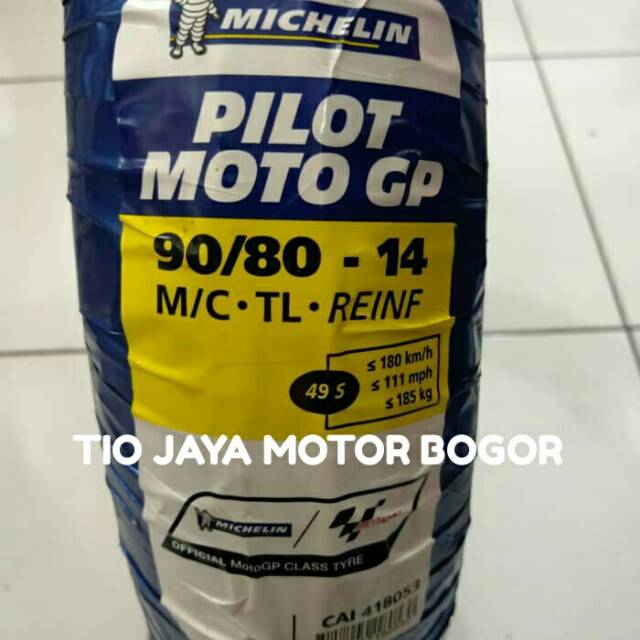 MICHELIN
PILOT
MOTO GP
90/80 - 14
M/C • TL • REINF
49 S
≤ 180 km/h
≤ 111 mph
≤ 185 kg
TIO JAYA MOTOR BOGOR
MICHELIN
OFFICIAL MotoGP CLASS TYRE
CAI 418053